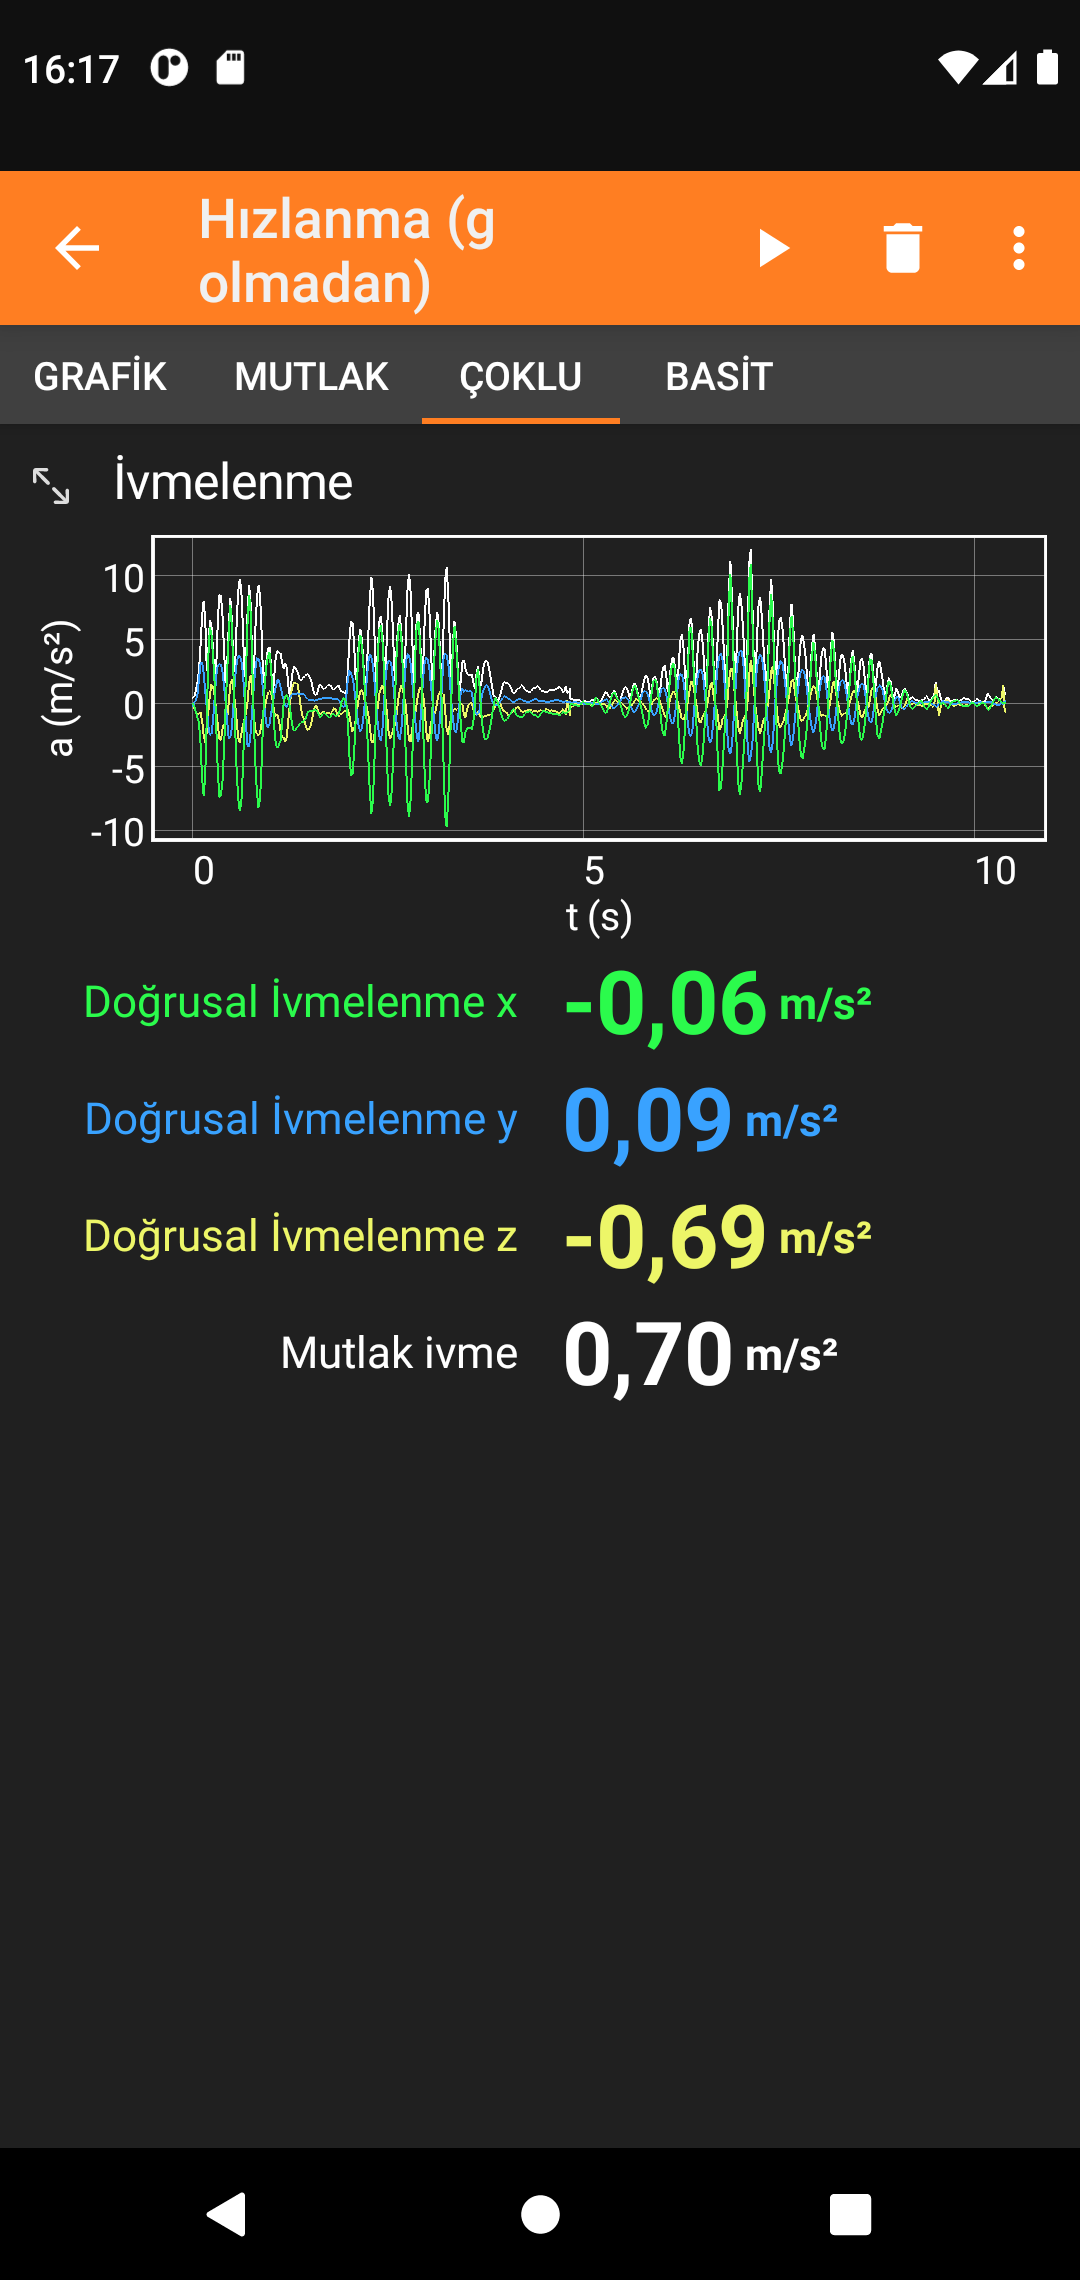 16:17
Hızlanma (g
olmadan)
GRAFİK MUTLAK ÇOKLU BASİT
İvmelenme
a (m/s²)
10
5
0
-5
-10
0 5 10
t (s)
Doğrusal İvmelenme x -0,06 m/s²
Doğrusal İvmelenme y 0,09 m/s²
Doğrusal İvmelenme z -0,69 m/s²
Mutlak ivme 0,70 m/s²